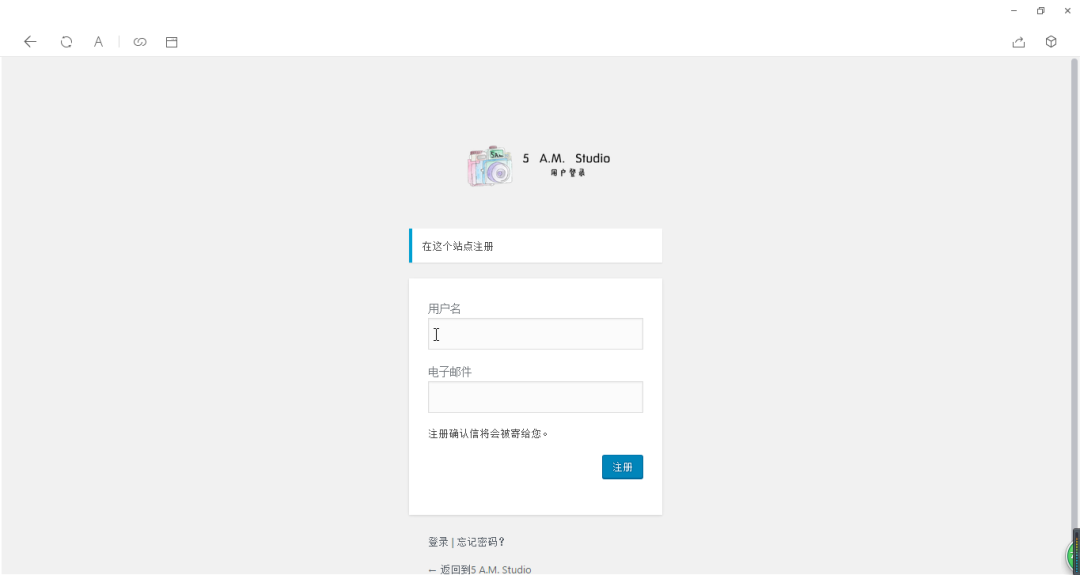 A
5AM
5 A.M. Studio
用户登录
在这个站点注册
用户名
电子邮件
注册确认信将会被寄给您。
注册
登录 | 忘记密码？
← 返回到5 A.M. Studio